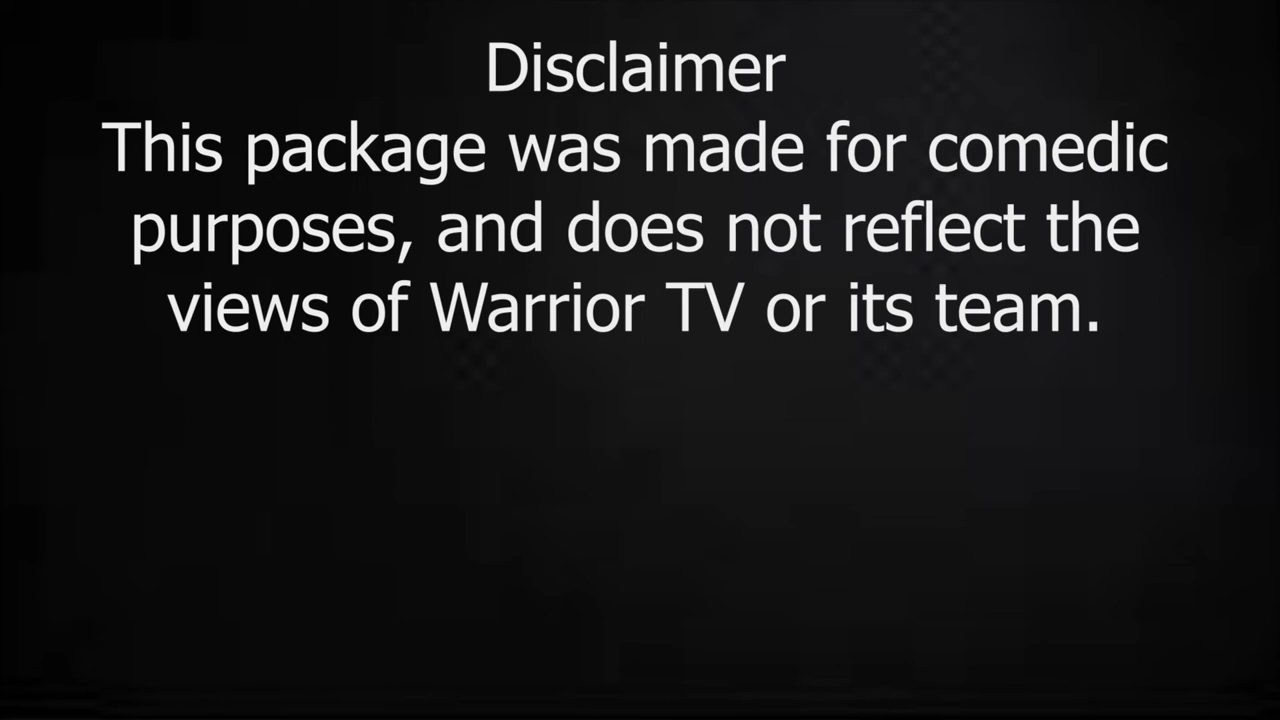 Disclaimer
This package was made for comedic
purposes, and does not reflect the
views of Warrior TV or its team.